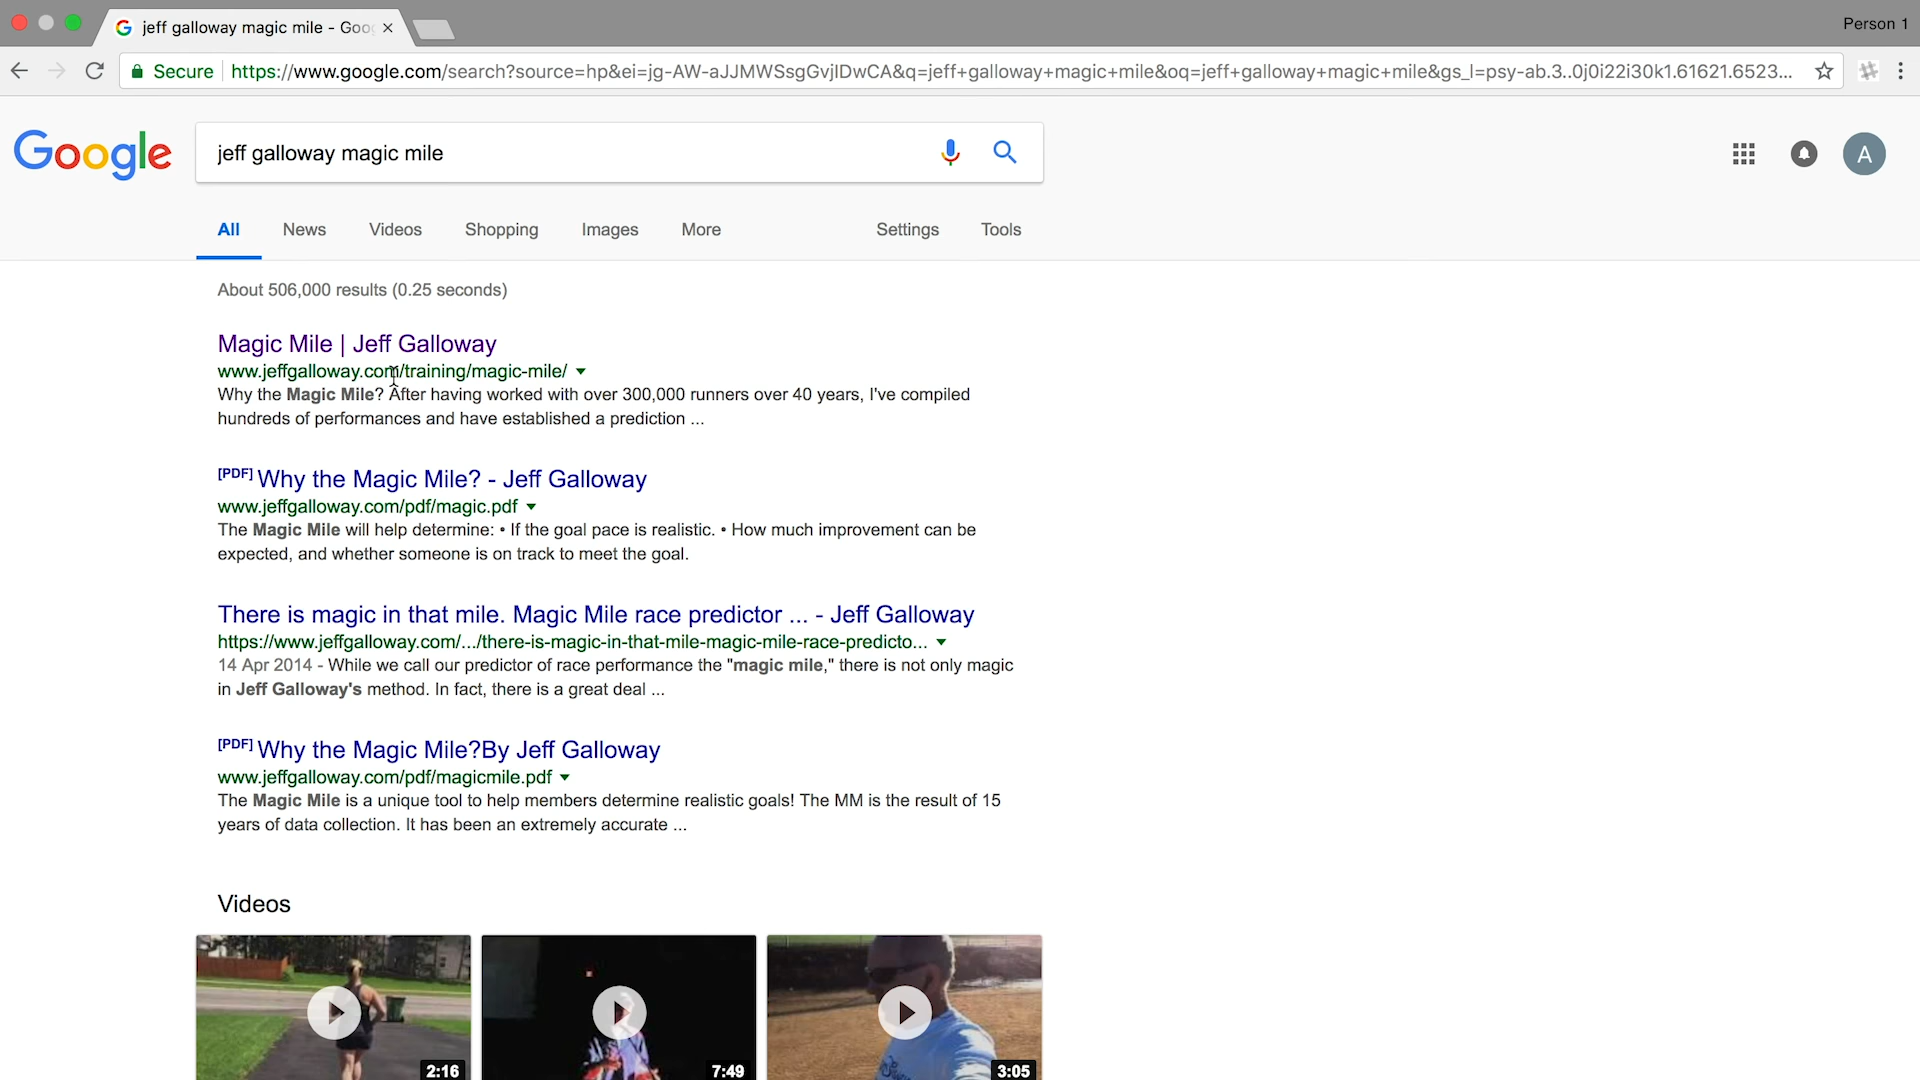 jeff galloway magic mile - Goo
Person 1
Secure https://www.google.com/search?source=hp&ei=jg-AW-aJJMWSsgGvjIDwCA&q=jeff+galloway+magic+mile&oq=jeff+galloway+magic+mile&gs_l=psy-ab.3..0j0i22i30k1.61621.6523...
Google
jeff galloway magic mile
A
All News Videos Shopping Images More Settings Tools
About 506,000 results (0.25 seconds)
Magic Mile | Jeff Galloway
www.jeffgalloway.com/training/magic-mile/
Why the Magic Mile? After having worked with over 300,000 runners over 40 years, I've compiled
hundreds of performances and have established a prediction ...
[PDF] Why the Magic Mile? - Jeff Galloway
www.jeffgalloway.com/pdf/magic.pdf
The Magic Mile will help determine: • If the goal pace is realistic. • How much improvement can be
expected, and whether someone is on track to meet the goal.
There is magic in that mile. Magic Mile race predictor ... - Jeff Galloway
https://www.jeffgalloway.com/.../there-is-magic-in-that-mile-magic-mile-race-predicto...
14 Apr 2014 - While we call our predictor of race performance the "magic mile," there is not only magic
in Jeff Galloway's method. In fact, there is a great deal ...
[PDF] Why the Magic Mile?By Jeff Galloway
www.jeffgalloway.com/pdf/magicmile.pdf
The Magic Mile is a unique tool to help members determine realistic goals! The MM is the result of 15
years of data collection. It has been an extremely accurate ...
Videos
2:16 7:49 3:05